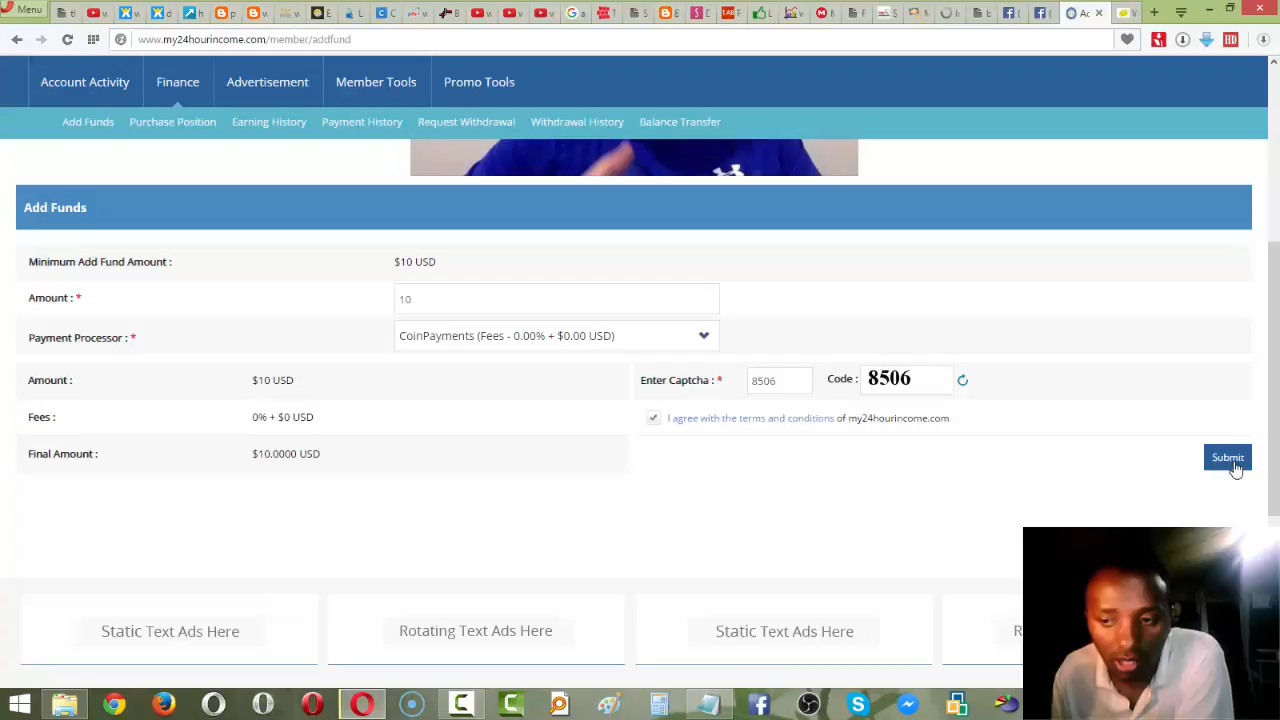 Menu
www.my24hourincome.com/member/addfund
Account Activity Finance Advertisement Member Tools Promo Tools
Add Funds Purchase Position Earning History Payment History Request Withdrawal Withdrawal History Balance Transfer
Add Funds
Minimum Add Fund Amount : $10 USD
Amount : * 10
Payment Processor : * CoinPayments (Fees - 0.00% + $0.00 USD)
Amount : $10 USD Enter Captcha : * 8506 Code : 8506
Fees : 0% + $0 USD I agree with the terms and conditions of my24hourincome.com
Final Amount : $10.0000 USD
Submit
Static Text Ads Here Rotating Text Ads Here Static Text Ads Here